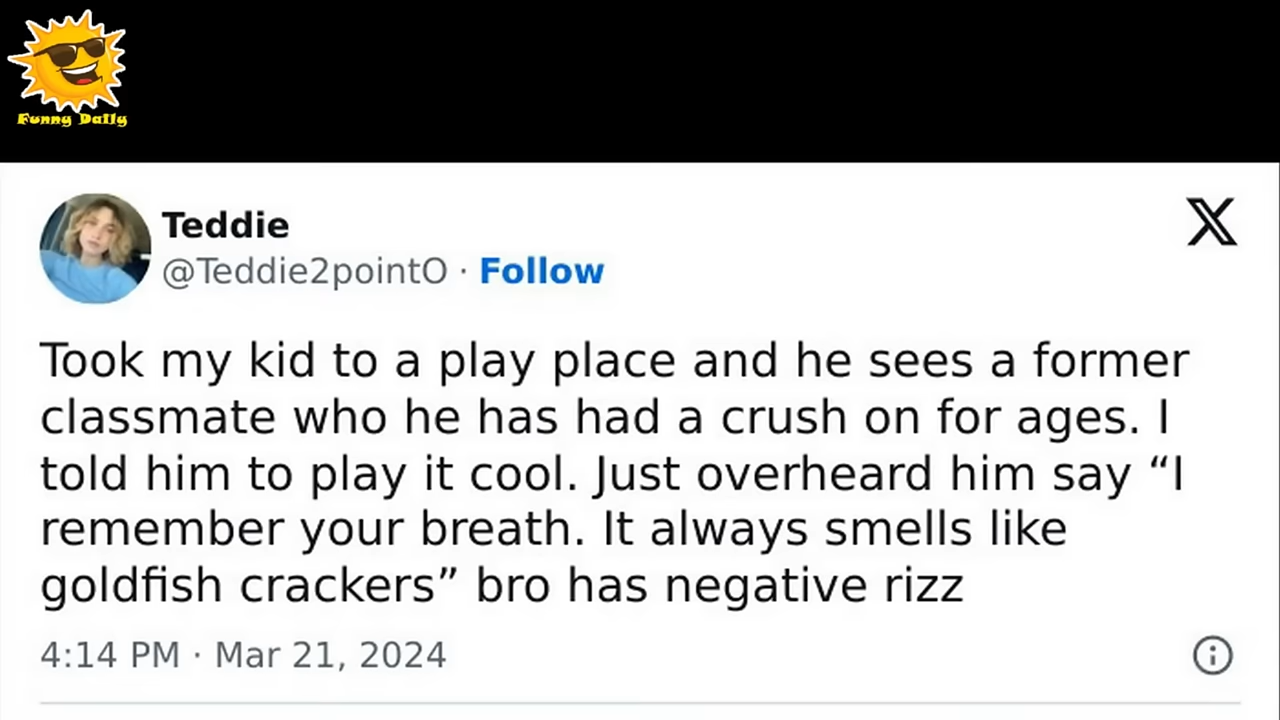 Funny Daily
Teddie
@Teddie2pointO · Follow
Took my kid to a play place and he sees a former
classmate who he has had a crush on for ages. I
told him to play it cool. Just overheard him say “I
remember your breath. It always smells like
goldfish crackers” bro has negative rizz
4:14 PM · Mar 21, 2024